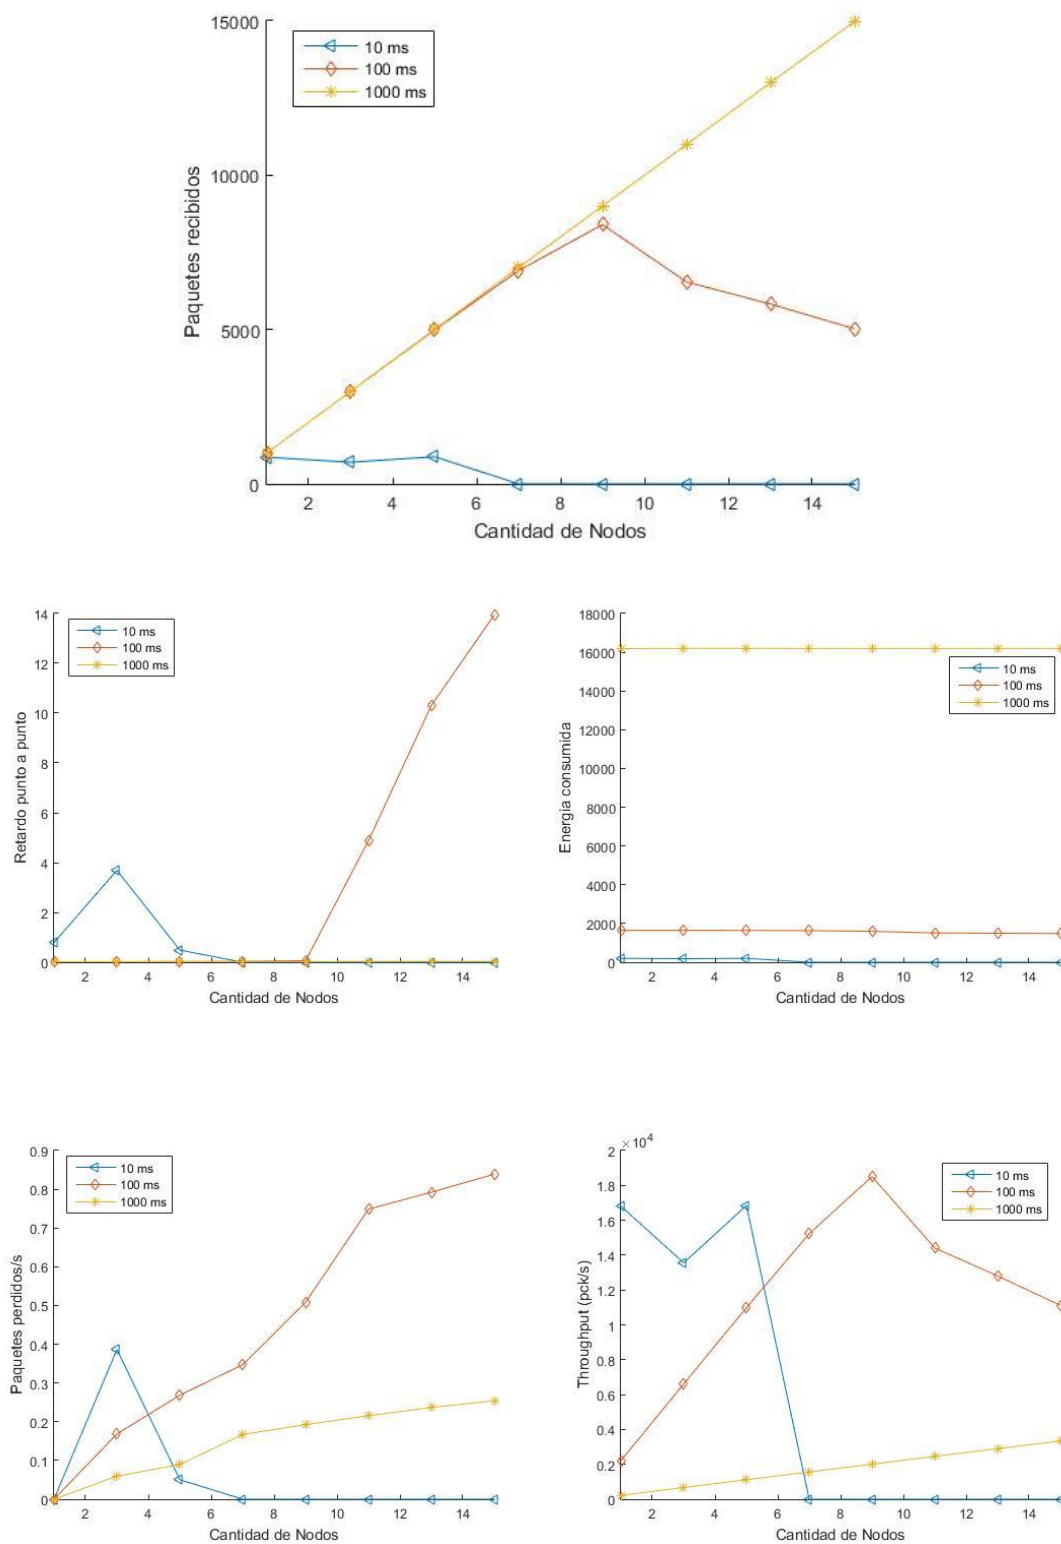 15000
10 ms
100 ms
1000 ms
10000
Paquetes recibidos
5000
0
2 4 6 8 10 12 14
Cantidad de Nodos
14
10 ms
100 ms
1000 ms
12
10
8
Retardo punto a punto
6
4
2
0
2 4 6 8 10 12 14
Cantidad de Nodos
18000
16000
10 ms
100 ms
1000 ms
14000
12000
10000
Energia consumida
8000
6000
4000
2000
0
2 4 6 8 10 12 14
Cantidad de Nodos
0.9
10 ms
100 ms
1000 ms
0.8
0.7
0.6
0.5
Paquetes perdidos/s
0.4
0.3
0.2
0.1
0
2 4 6 8 10 12 14
Cantidad de Nodos
×10⁴
2
10 ms
100 ms
1000 ms
1.8
1.6
1.4
1.2
1
Throughput (pck/s)
0.8
0.6
0.4
0.2
0
2 4 6 8 10 12 14
Cantidad de Nodos